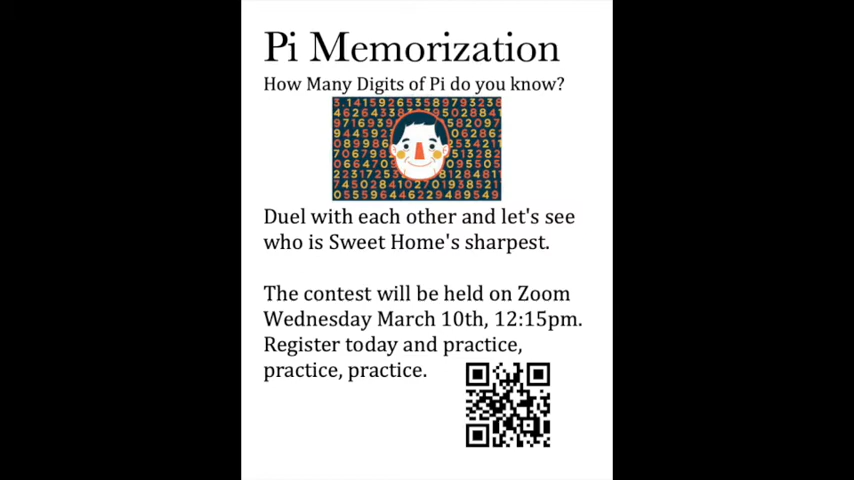 Pi Memorization
How Many Digits of Pi do you know?
Duel with each other and let's see
who is Sweet Home's sharpest.
The contest will be held on Zoom
Wednesday March 10th, 12:15pm.
Register today and practice,
practice, practice.